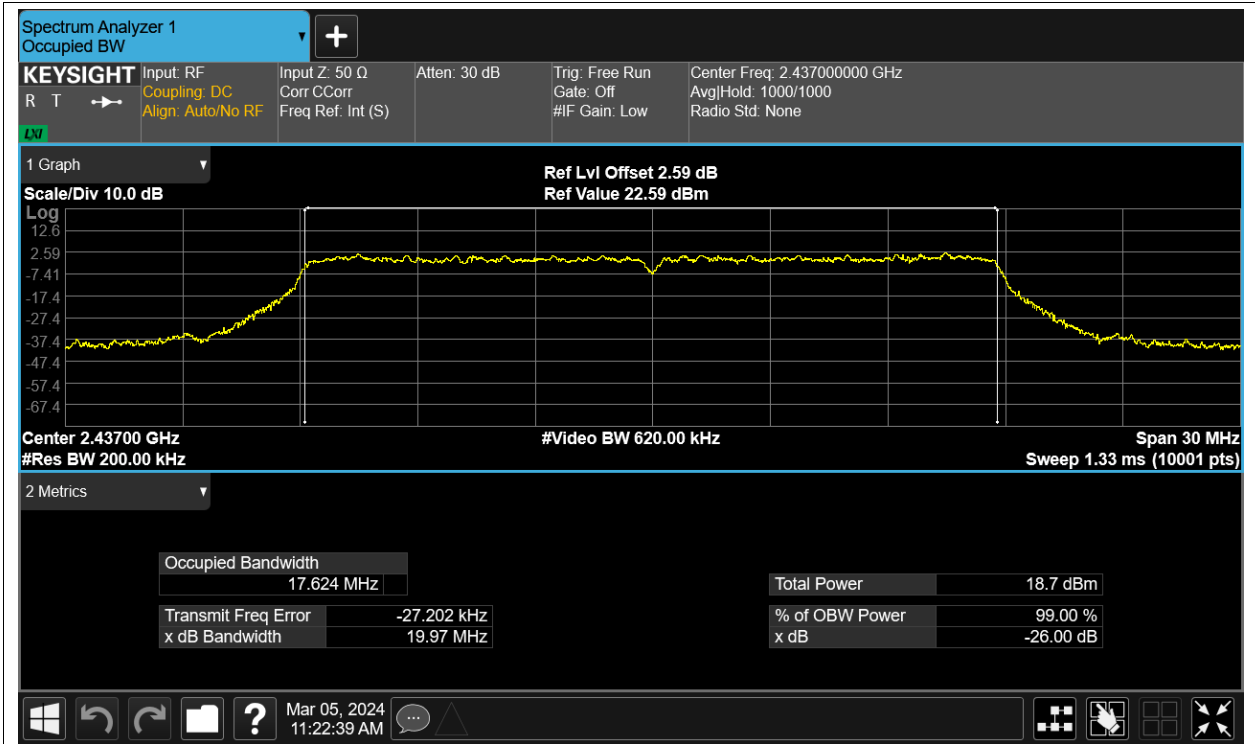 Spectrum Analyzer 1
Occupied BW
KEYSIGHT
R T
LXI
Input: RF
Coupling: DC
Align: Auto/No RF
Input Z: 50 Ω
Corr CCorr
Freq Ref: Int (S)
Atten: 30 dB
Trig: Free Run
Gate: Off
#IF Gain: Low
Center Freq: 2.437000000 GHz
Avg|Hold: 1000/1000
Radio Std: None
1 Graph
Scale/Div 10.0 dB
Ref Lvl Offset 2.59 dB
Ref Value 22.59 dBm
Log
12.6
2.59
-7.41
-17.4
-27.4
-37.4
-47.4
-57.4
-67.4
Center 2.43700 GHz
#Res BW 200.00 kHz
#Video BW 620.00 kHz
Span 30 MHz
Sweep 1.33 ms (10001 pts)
2 Metrics
Occupied Bandwidth
17.624 MHz
Transmit Freq Error -27.202 kHz
x dB Bandwidth 19.97 MHz
Total Power 18.7 dBm
% of OBW Power 99.00 %
x dB -26.00 dB
?
Mar 05, 2024
11:22:39 AM